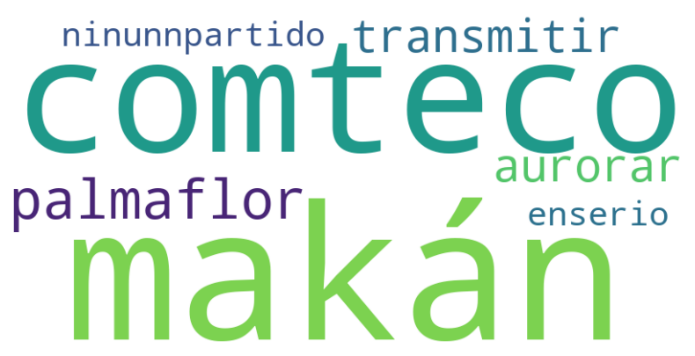 ninunnpartido transmitir
comteco
aurorar
palmaflor
enserio
makán